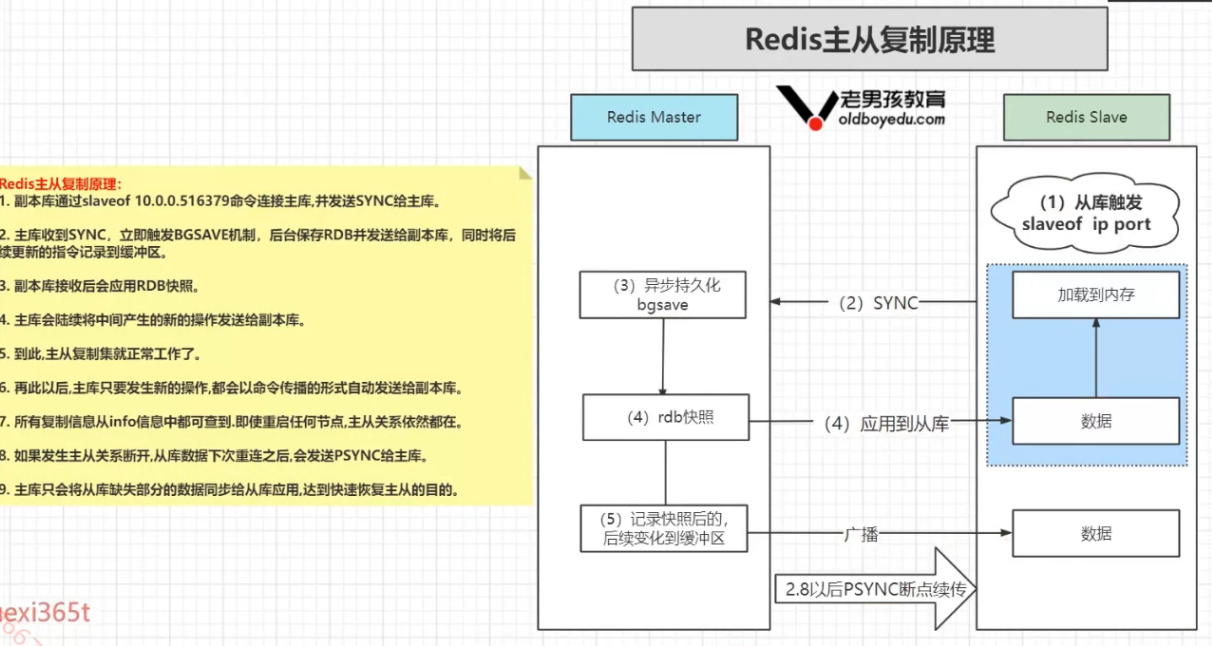 Redis主从复制原理
老男孩教育
oldboyedu.com
Redis Master
Redis Slave
Redis主从复制原理:
1. 副本库通过slaveof 10.0.0.516379命令连接主库,并发送SYNC给主库。
2. 主库收到SYNC，立即触发BGSAVE机制，后台保存RDB并发送给副本库，同时将后
续更新的指令记录到缓冲区。
3. 副本库接收后会应用RDB快照。
4. 主库会陆续将中间产生的新的操作发送给副本库。
5. 到此,主从复制集就正常工作了。
6. 再此以后,主库只要发生新的操作,都会以命令传播的形式自动发送给副本库。
7. 所有复制信息从info信息中都可查到.即使重启任何节点,主从关系依然都在。
8. 如果发生主从关系断开,从库数据下次重连之后,会发送PSYNC给主库。
9. 主库只会将从库缺失部分的数据同步给从库应用,达到快速恢复主从的目的。
（1）从库触发
slaveof ip port
（3）异步持久化
bgsave
（2）SYNC
加载到内存
（4）rdb快照
（4）应用到从库
数据
（5）记录快照后的，
后续变化到缓冲区
广播
数据
2.8以后PSYNC断点续传
exi365t